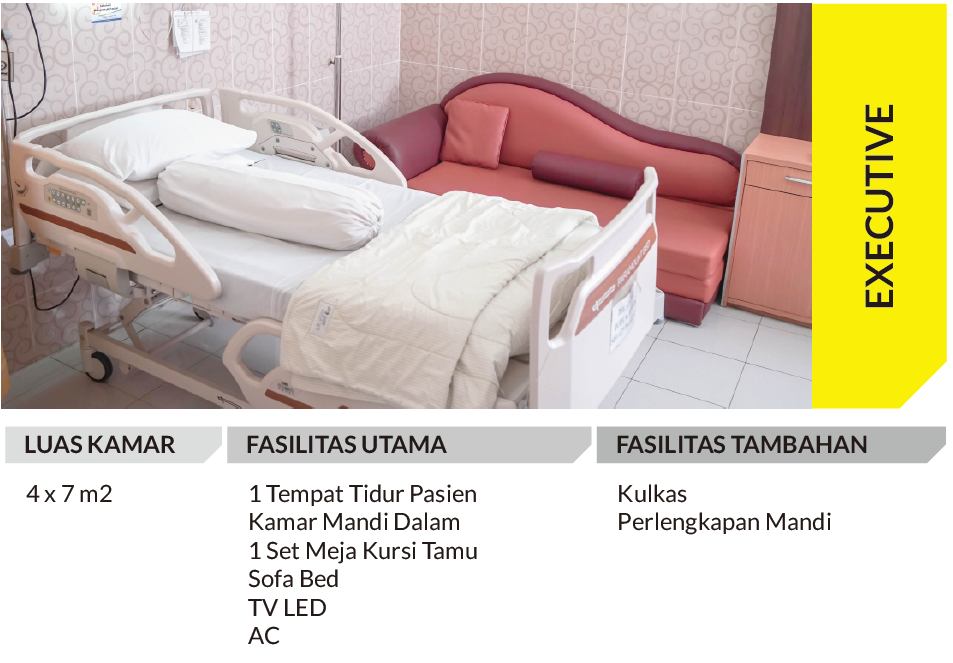 EXECUTIVE
LUAS KAMAR
4 x 7 m2
FASILITAS UTAMA
1 Tempat Tidur Pasien
Kamar Mandi Dalam
1 Set Meja Kursi Tamu
Sofa Bed
TV LED
AC
FASILITAS TAMBAHAN
Kulkas
Perlengkapan Mandi